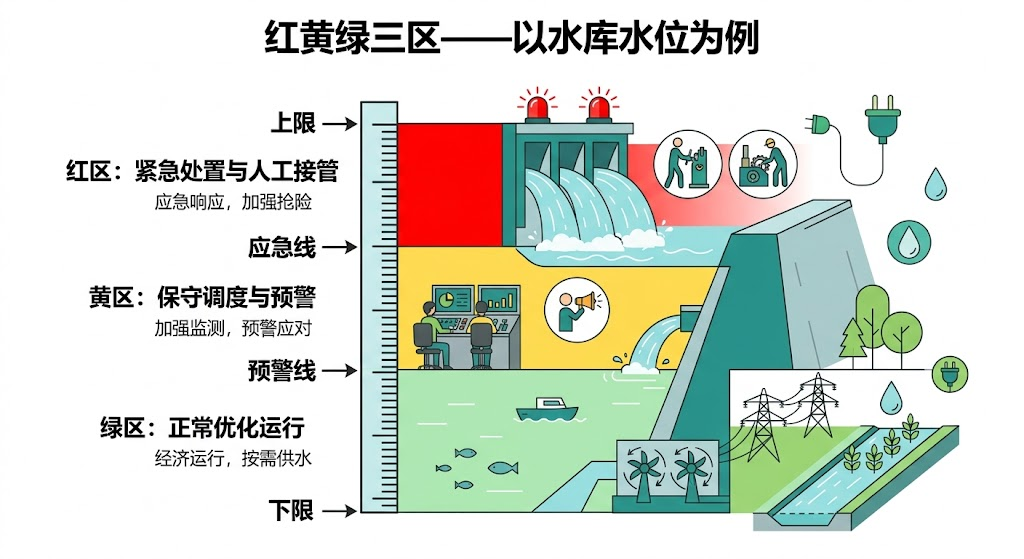 红黄绿三区——以水库水位为例
上限
红区：紧急处置与人工接管
应急响应，加强抢险
应急线
黄区：保守调度与预警
加强监测，预警应对
预警线
绿区：正常优化运行
经济运行，按需供水
下限